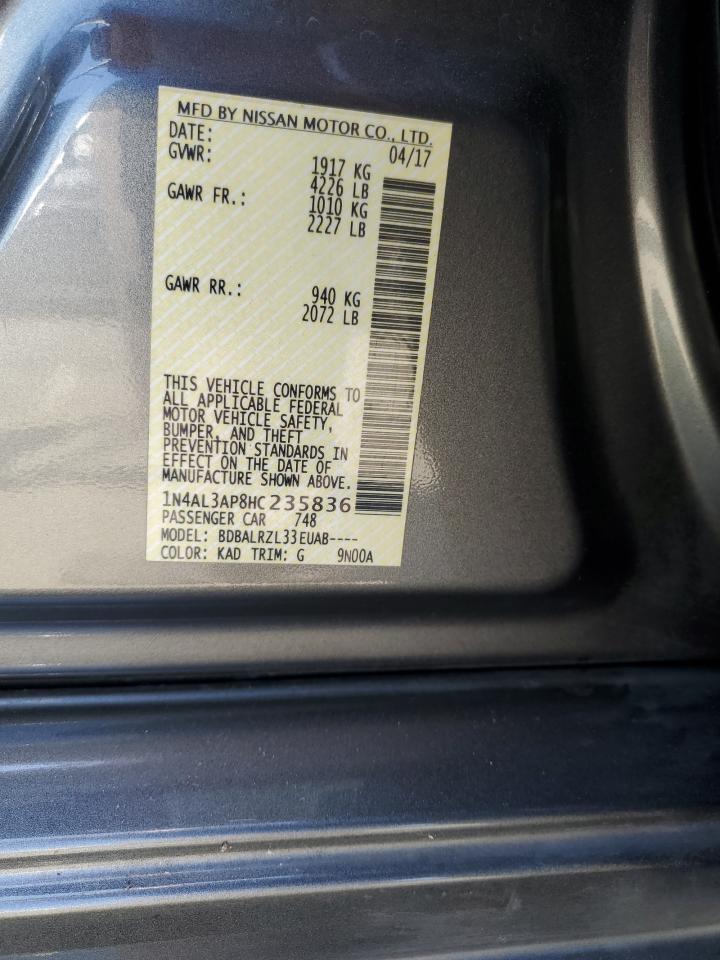 MFD BY NISSAN MOTOR CO., LTD.
DATE: 04/17
GVWR: 1917 KG
4226 LB
GAWR FR.: 1010 KG
2227 LB
GAWR RR.: 940 KG
2072 LB
THIS VEHICLE CONFORMS TO
ALL APPLICABLE FEDERAL
MOTOR VEHICLE SAFETY,
BUMPER, AND THEFT
PREVENTION STANDARDS IN
EFFECT ON THE DATE OF
MANUFACTURE SHOWN ABOVE.
1N4AL3AP8HC235836
PASSENGER CAR 748
MODEL: BDBALRZL33EUAB----
COLOR: KAD TRIM: G 9N00A